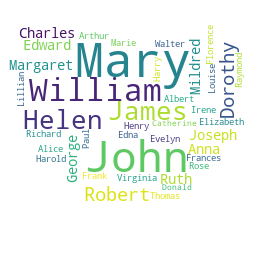 Charles
Arthur
Marie
Walter
Edward
Mary
Harry
Florence
Margaret
Mildred
Louise
Raymond
Lillian
William
Albert
Dorothy
James
Irene
Helen
Henry
Catherine
Elizabeth
Richard
Paul
Edna
Evelyn
Joseph
Alice
George
John
Anna
Frances
Harold
Rose
Frank
Virginia
Ruth
Donald
Robert
Thomas